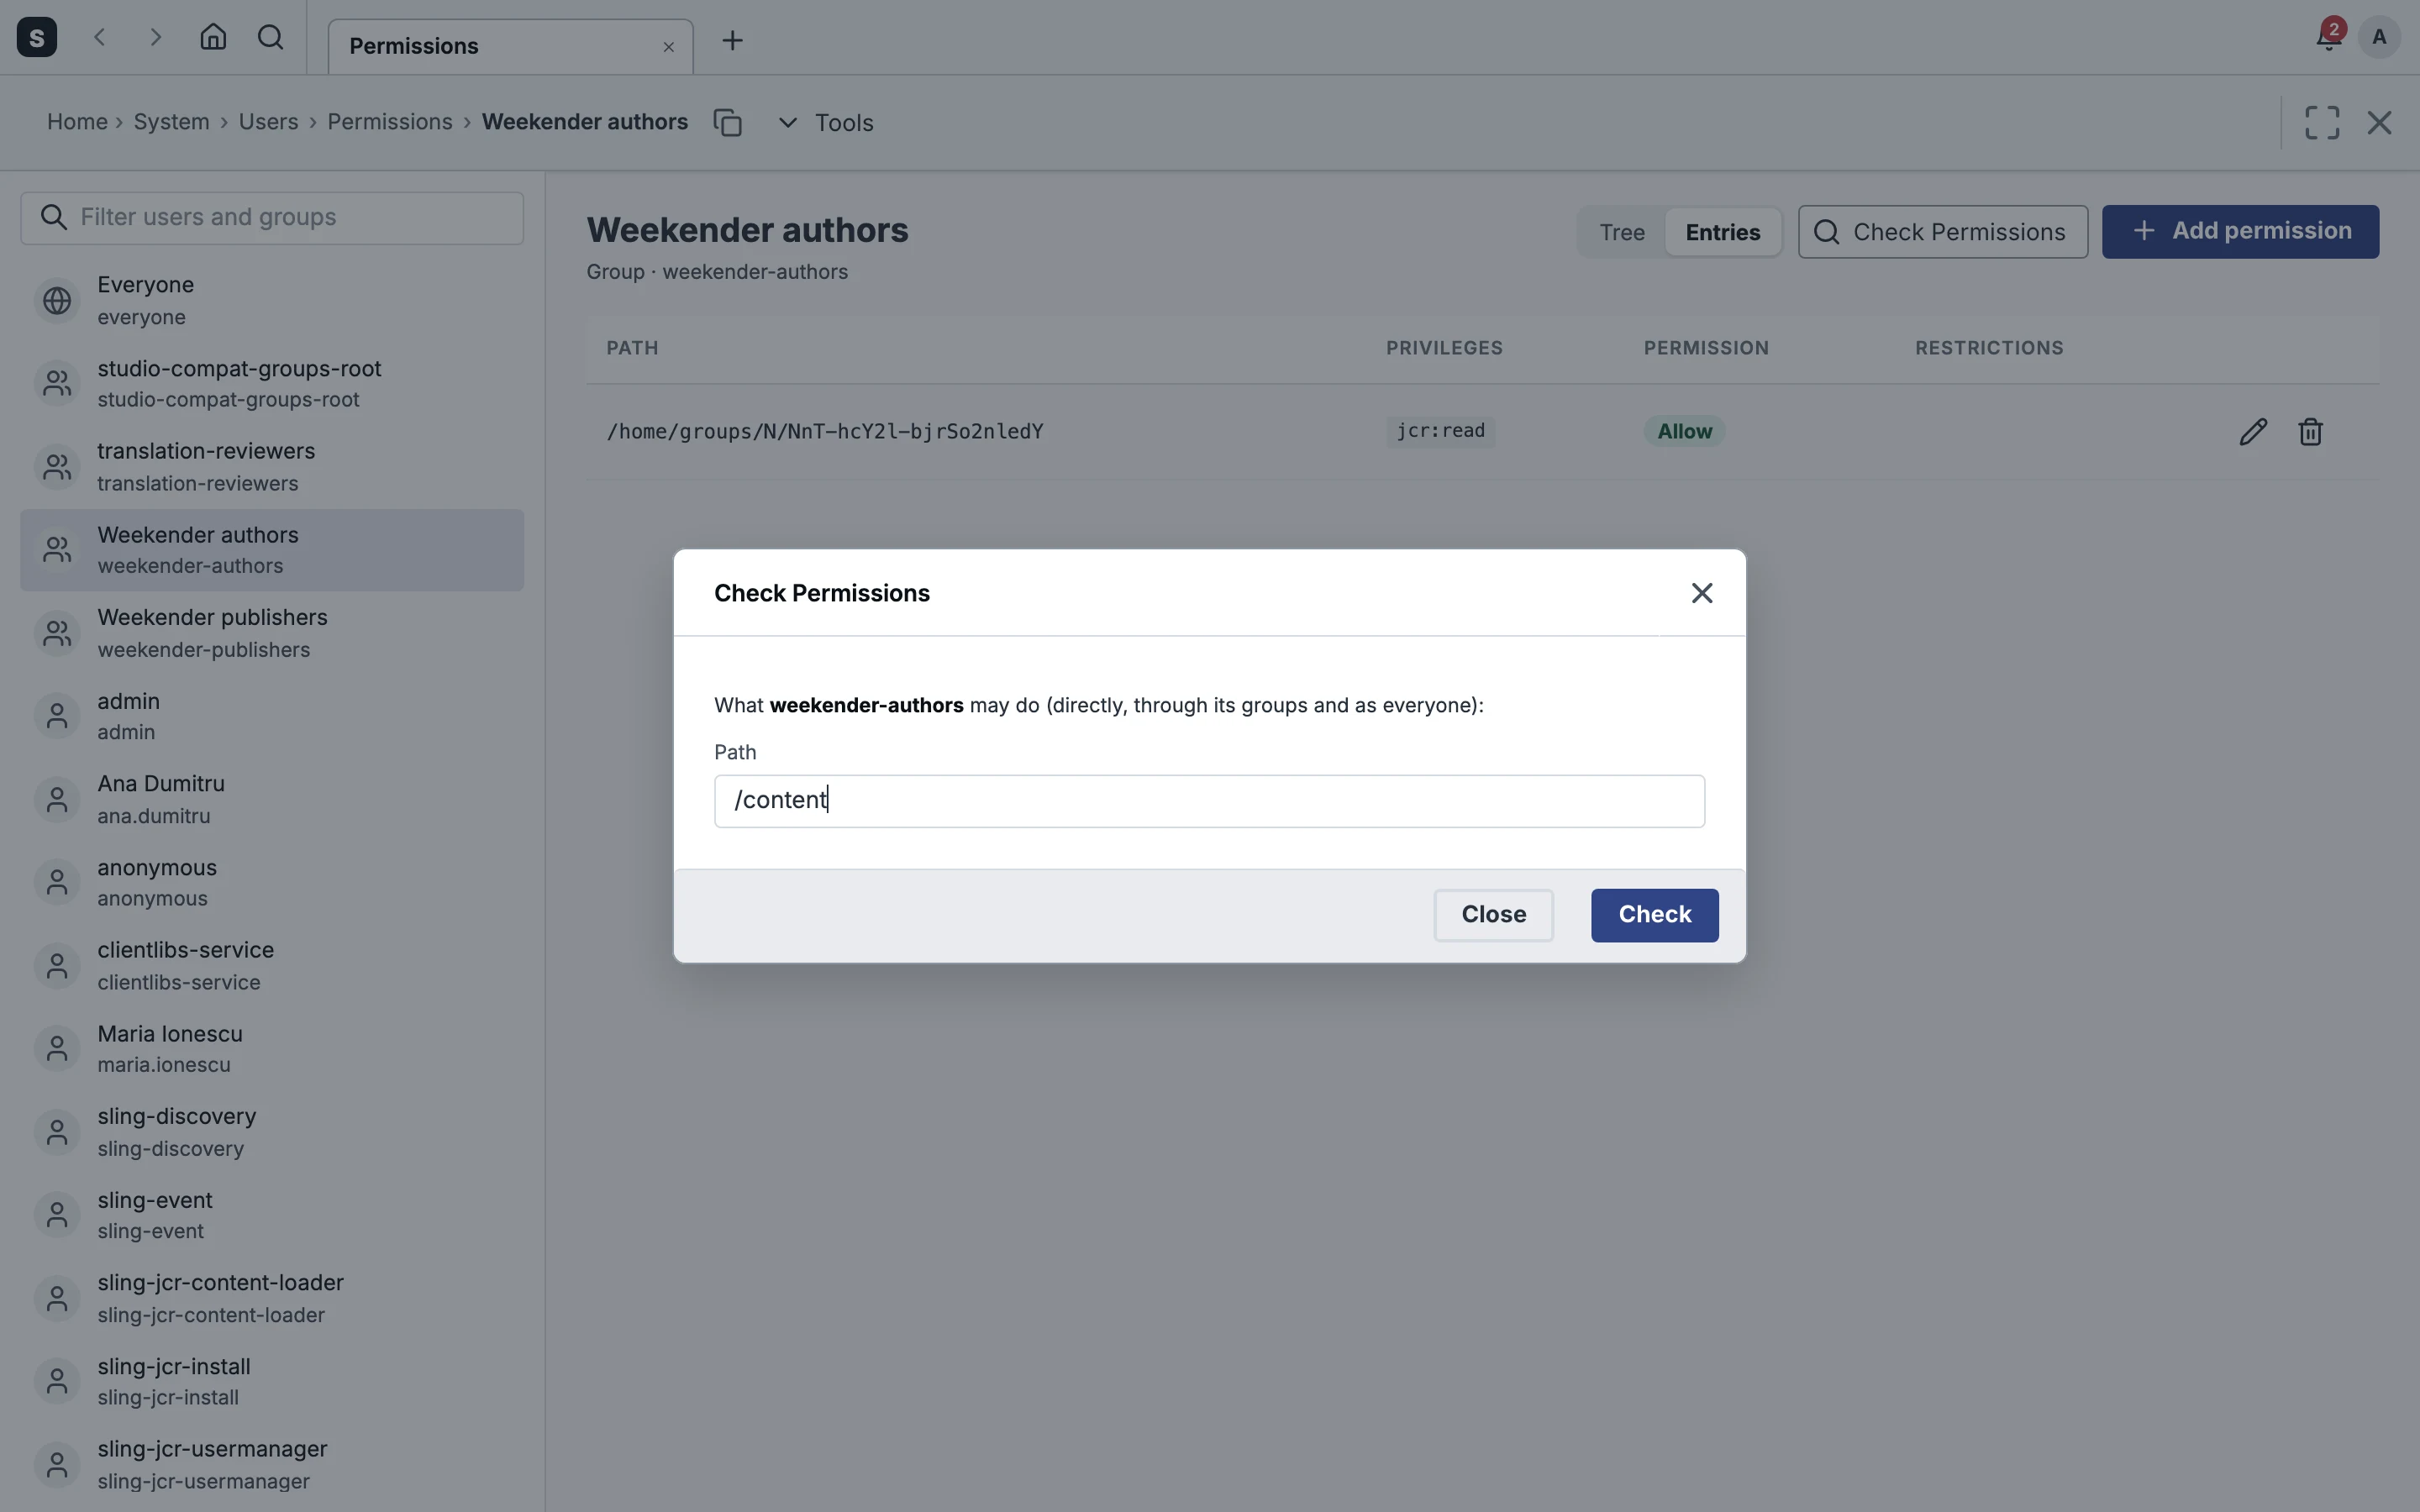 S
Permissions
2
A
Home › System › Users › Permissions › Weekender authors
Tools
Filter users and groups
Everyone
everyone
studio-compat-groups-root
studio-compat-groups-root
translation-reviewers
translation-reviewers
Weekender authors
weekender-authors
Weekender publishers
weekender-publishers
admin
admin
Ana Dumitru
ana.dumitru
anonymous
anonymous
clientlibs-service
clientlibs-service
Maria Ionescu
maria.ionescu
sling-discovery
sling-discovery
sling-event
sling-event
sling-jcr-content-loader
sling-jcr-content-loader
sling-jcr-install
sling-jcr-install
sling-jcr-usermanager
sling-jcr-usermanager
Weekender authors
Group · weekender-authors
Tree
Entries
Check Permissions
Add permission
PATH PRIVILEGES PERMISSION RESTRICTIONS
/home/groups/N/NnT-hcY2l-bjrSo2nledY jcr:read Allow
Check Permissions
What weekender-authors may do (directly, through its groups and as everyone):
Path
/content
Close
Check